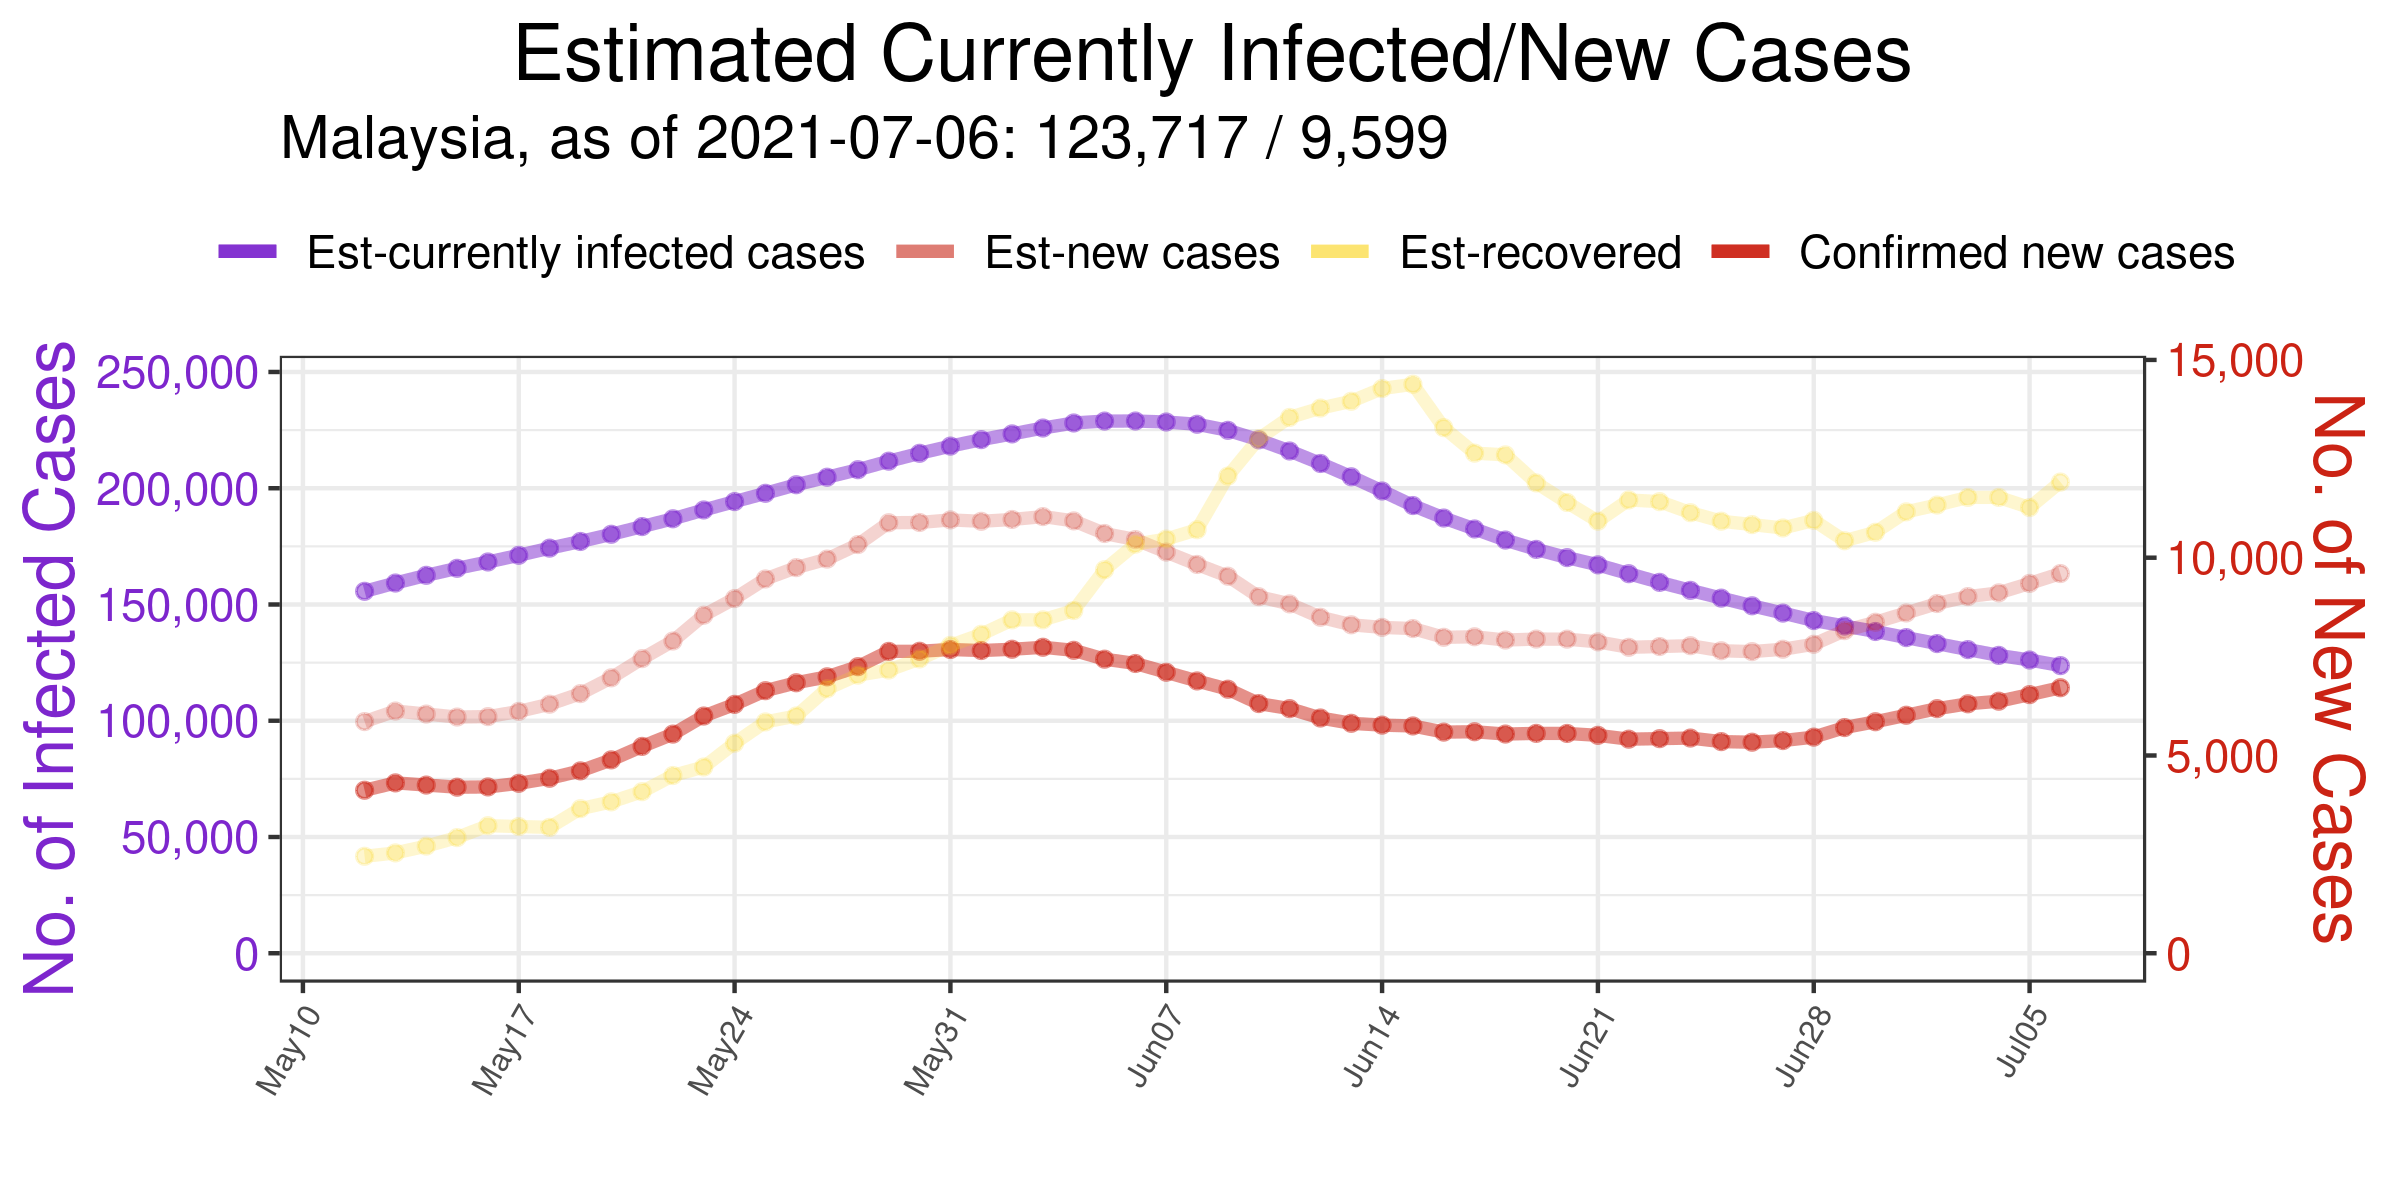 Estimated Currently Infected/New Cases
Malaysia, as of 2021-07-06: 123,717 / 9,599
Est-currently infected cases Est-new cases Est-recovered Confirmed new cases
No. of Infected Cases
250,000
200,000
150,000
100,000
50,000
0
15,000
10,000
5,000
0
No. of New Cases
May10 May17 May24 May31 Jun07 Jun14 Jun21 Jun28 Jul05